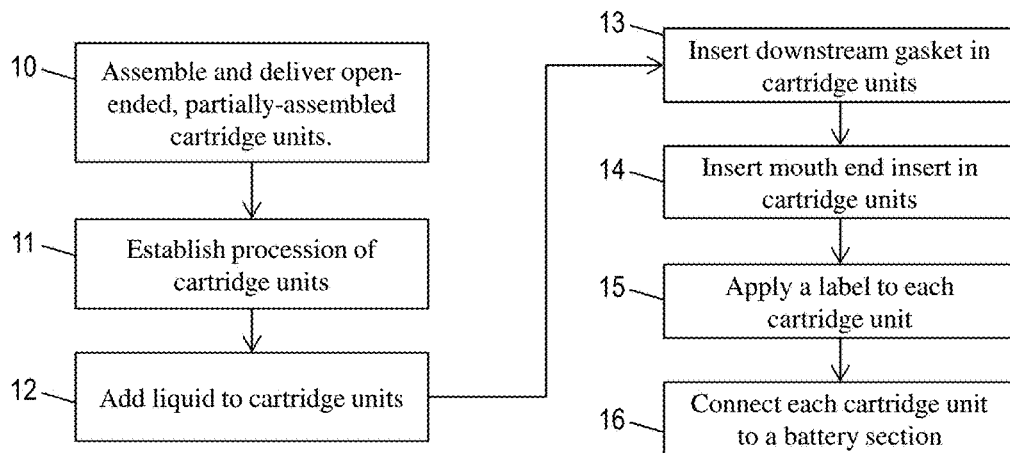 10
Assemble and deliver open-
ended, partially-assembled
cartridge units.
11
Establish procession of
cartridge units
12
Add liquid to cartridge units
13
Insert downstream gasket in
cartridge units
14
Insert mouth end insert in
cartridge units
15
Apply a label to each
cartridge unit
16
Connect each cartridge unit
to a battery section